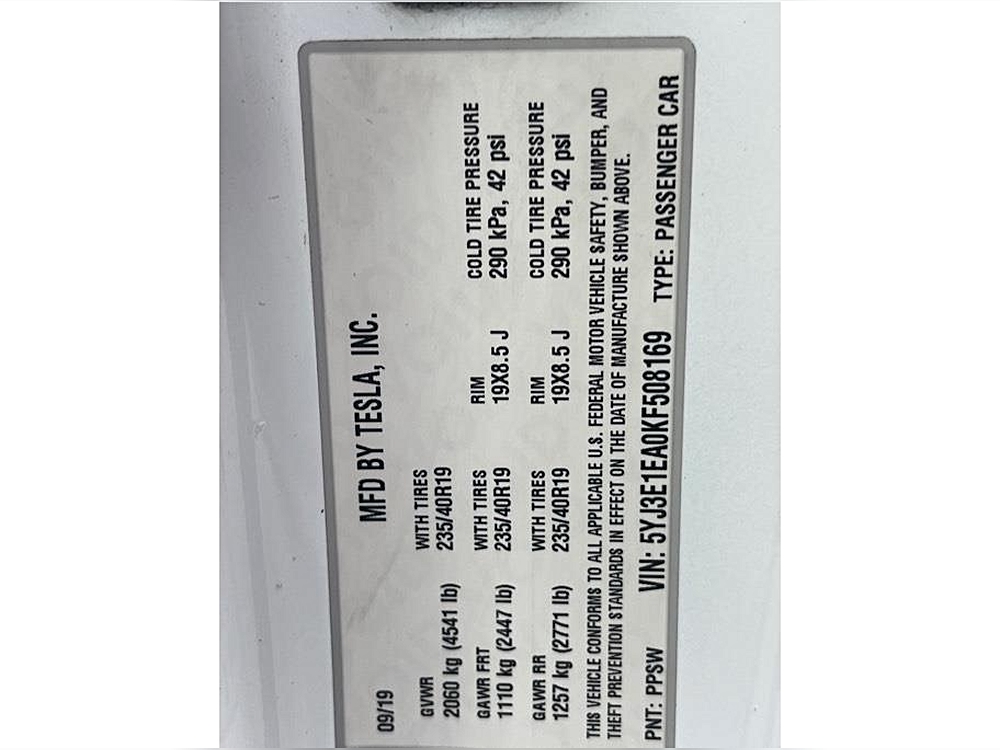 MFD BY TESLA, INC.
09/19
GVWR WITH TIRES
2060 kg (4541 lb) 235/40R19
GAWR FRT WITH TIRES RIM COLD TIRE PRESSURE
1110 kg (2447 lb) 235/40R19 19X8.5 J 290 kPa, 42 psi
GAWR RR WITH TIRES RIM COLD TIRE PRESSURE
1257 kg (2771 lb) 235/40R19 19X8.5 J 290 kPa, 42 psi
THIS VEHICLE CONFORMS TO ALL APPLICABLE U.S. FEDERAL MOTOR VEHICLE SAFETY, BUMPER, AND
THEFT PREVENTION STANDARDS IN EFFECT ON THE DATE OF MANUFACTURE SHOWN ABOVE.
PNT: PPSW VIN: 5YJ3E1EA0KF508169 TYPE: PASSENGER CAR